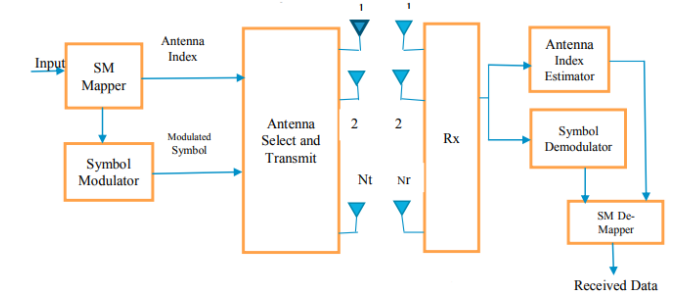 1
1
Input
SM
Mapper
Antenna
Index
Symbol
Modulator
Modulated
Symbol
Antenna
Select and
Transmit
2
2
Nt
Nr
Rx
Antenna
Index
Estimator
Symbol
Demodulator
SM De-
Mapper
Received Data